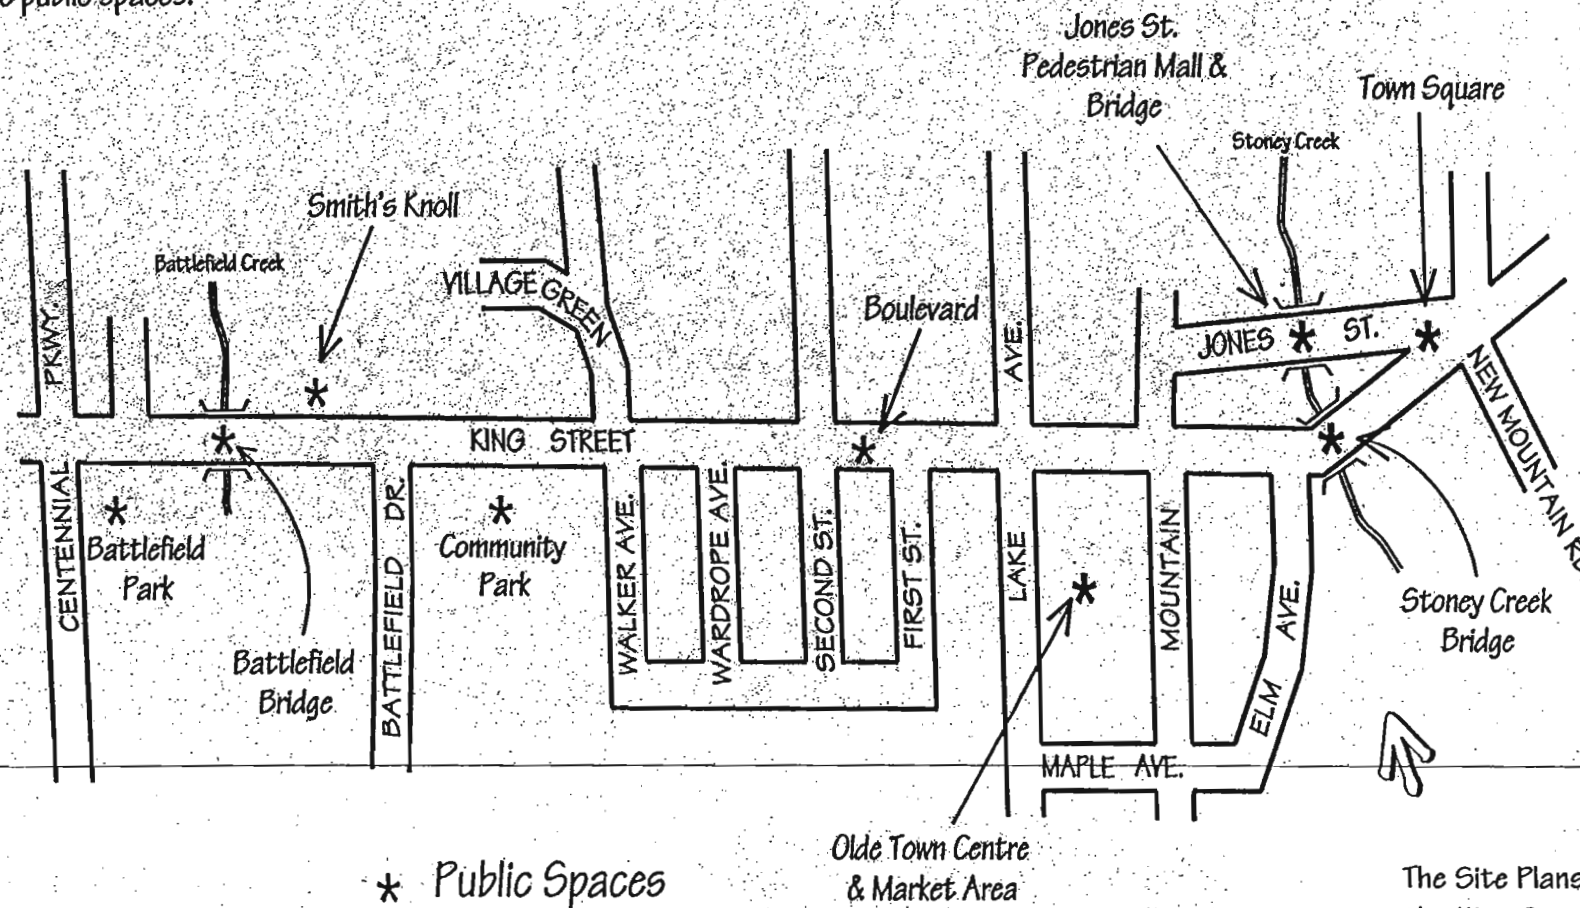 public spaces.
Jones St.
Pedestrian Mall &
Bridge
Town Square
Stoney Creek
Smith's Knoll
Battlefield Creek
VILLAGE GREEN
Boulevard
PKWY.
AVE.
JONES ST.
NEW MOUNTAIN RD
KING STREET
CENTENNIAL
Battlefield
Park
BATTLEFIELD DR.
Community
Park
WALKER AVE.
WARDROPE AVE.
SECOND ST.
FIRST ST.
LAKE
MOUNTAIN
ELM AVE.
Stoney Creek
Bridge
Battlefield
Bridge
MAPLE AVE.
Olde Town Centre
& Market Area
* Public Spaces
The Site Plans